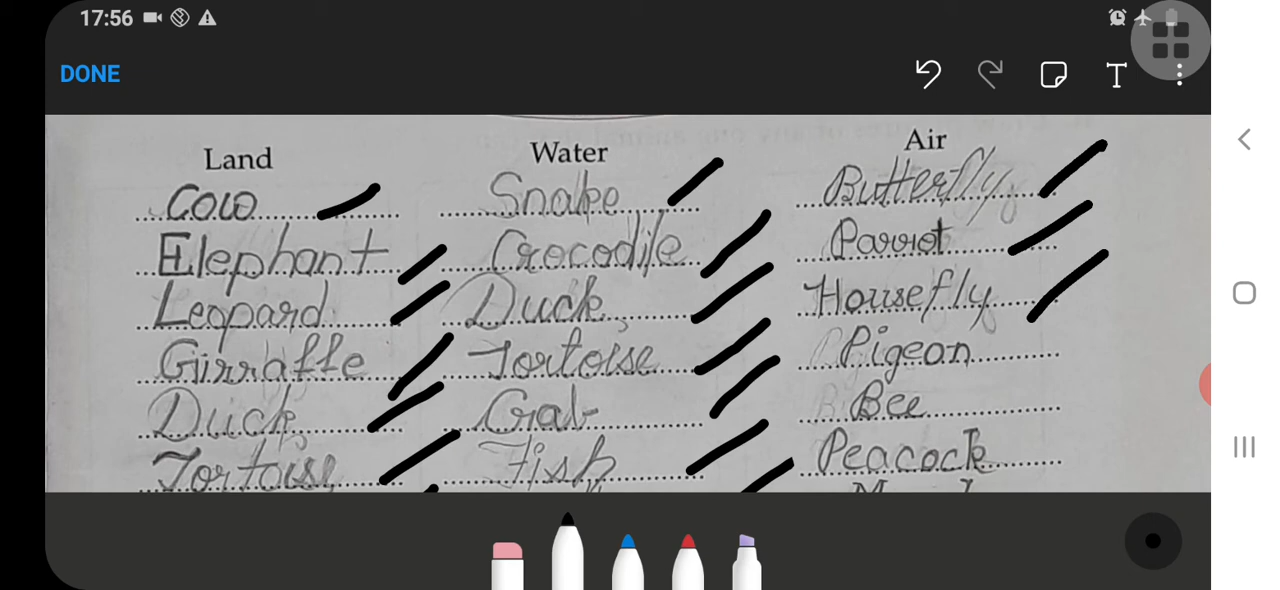 17:56
DONE
T
Land Water Air
Cow Snake Butterfly
Elephant Crocodile Parrot
Leopard Duck Housefly
Girraffe Tortoise Pigeon
Duck Crab Bee
Tortoise Fish Peacock